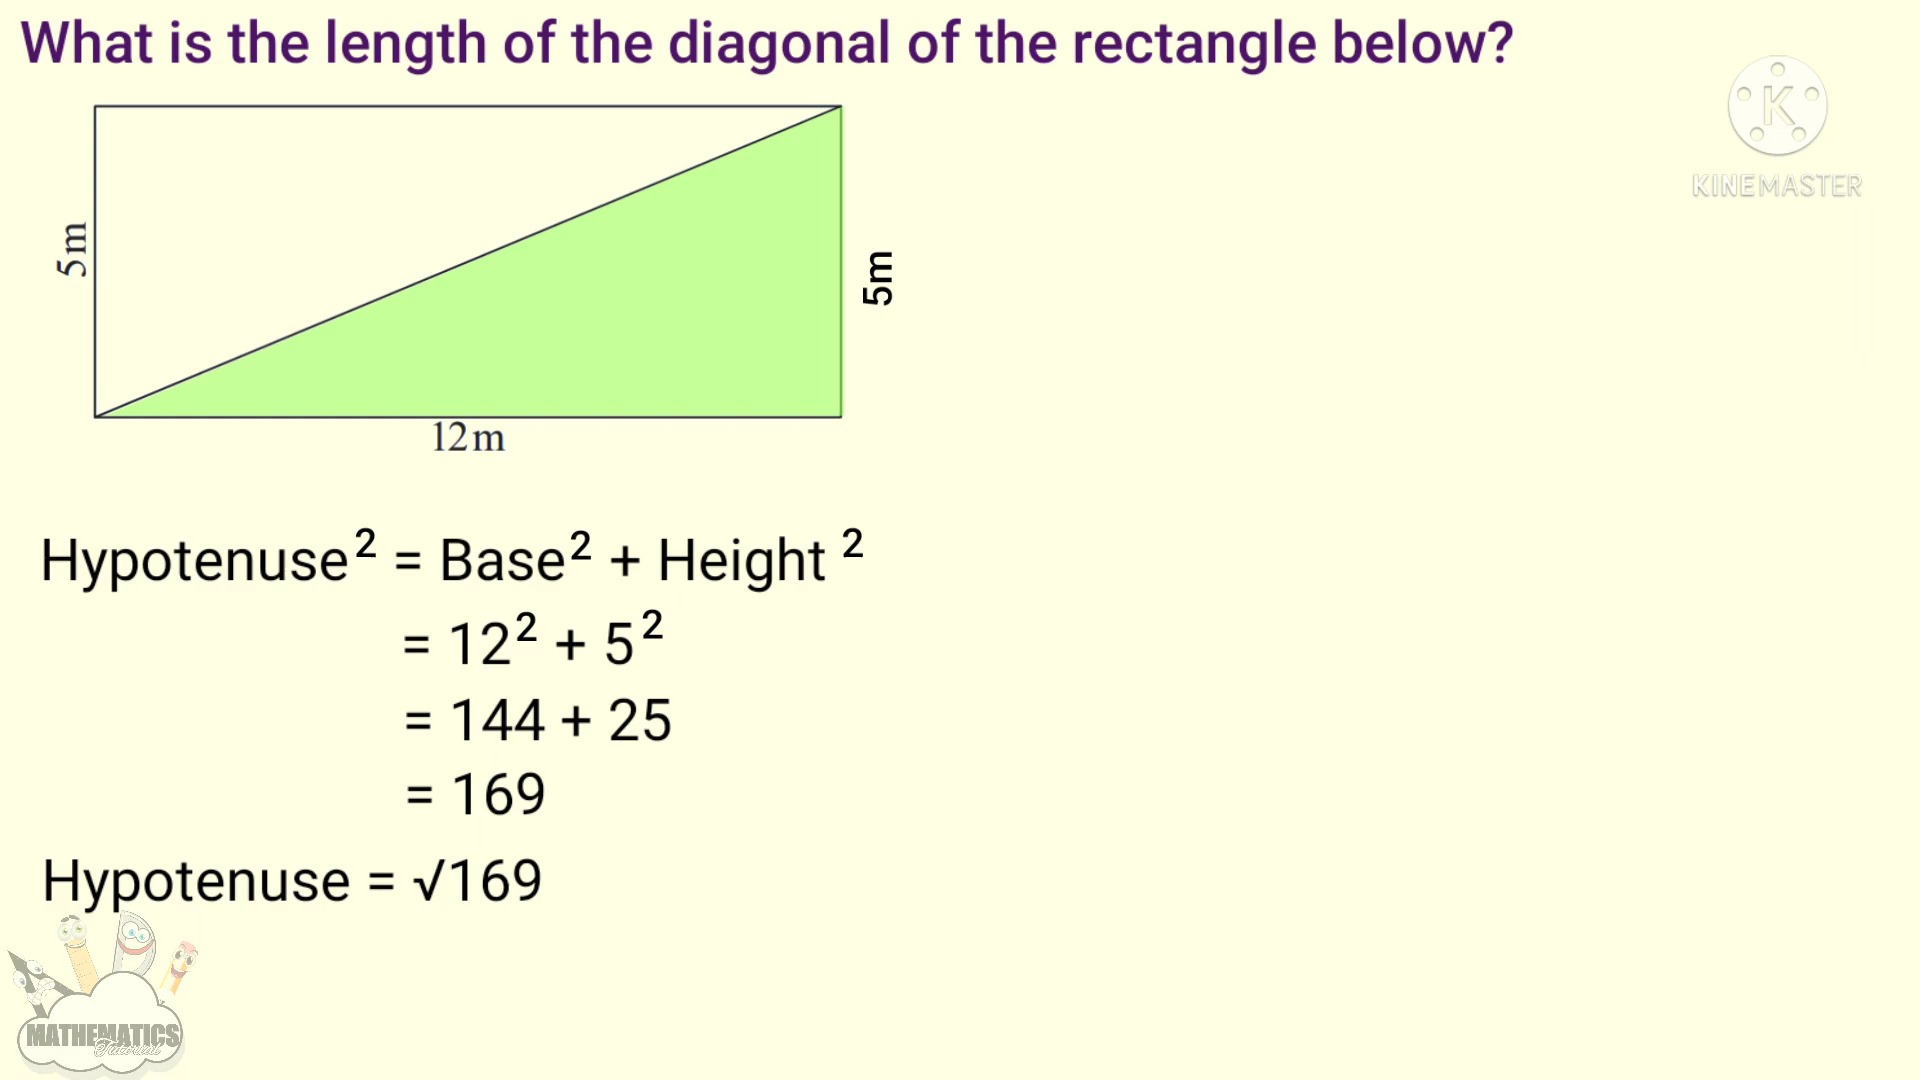 What is the length of the diagonal of the rectangle below?
K
KINEMASTER
5m
5m
12m
Hypotenuse² = Base² + Height ²
= 12² + 5²
= 144 + 25
= 169
Hypotenuse = √169
MATHEMATICS
Tutorial